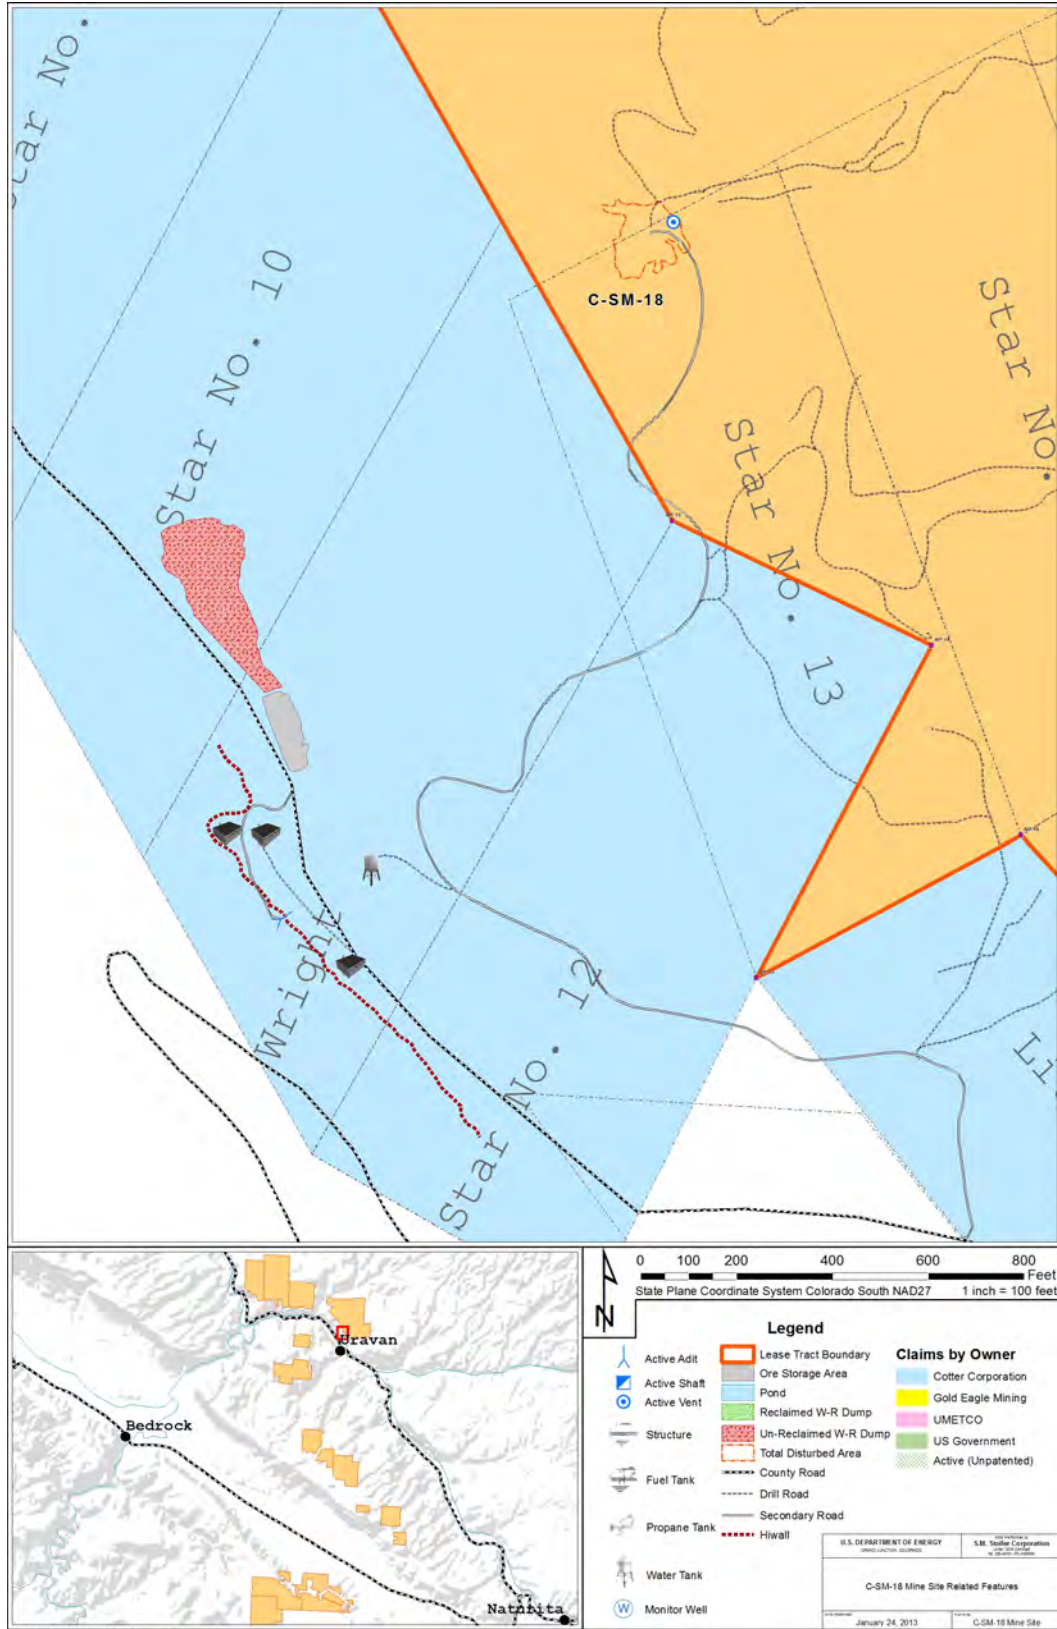 Star No.
Star No. 10
C-SM-18
Star No.
Star No. 13
Wright
Star No. 12
Li
Uravan
Bedrock
Naturita
N
0 100 200 400 600 800
Feet
State Plane Coordinate System Colorado South NAD27 1 inch = 100 feet
Legend
Active Adit
Active Shaft
Active Vent
Structure
Fuel Tank
Propane Tank
Water Tank
W Monitor Well
Lease Tract Boundary
Ore Storage Area
Pond
Reclaimed W-R Dump
Un-Reclaimed W-R Dump
Total Disturbed Area
County Road
Drill Road
Secondary Road
Hiwall
Claims by Owner
Cotter Corporation
Gold Eagle Mining
UMETCO
US Government
Active (Unpatented)
U.S. DEPARTMENT OF ENERGY
GRAND JUNCTION, COLORADO
S.M. Stoller Corporation
C-SM-18 Mine Site Related Features
January 24, 2013
C-SM-18 Mine Site